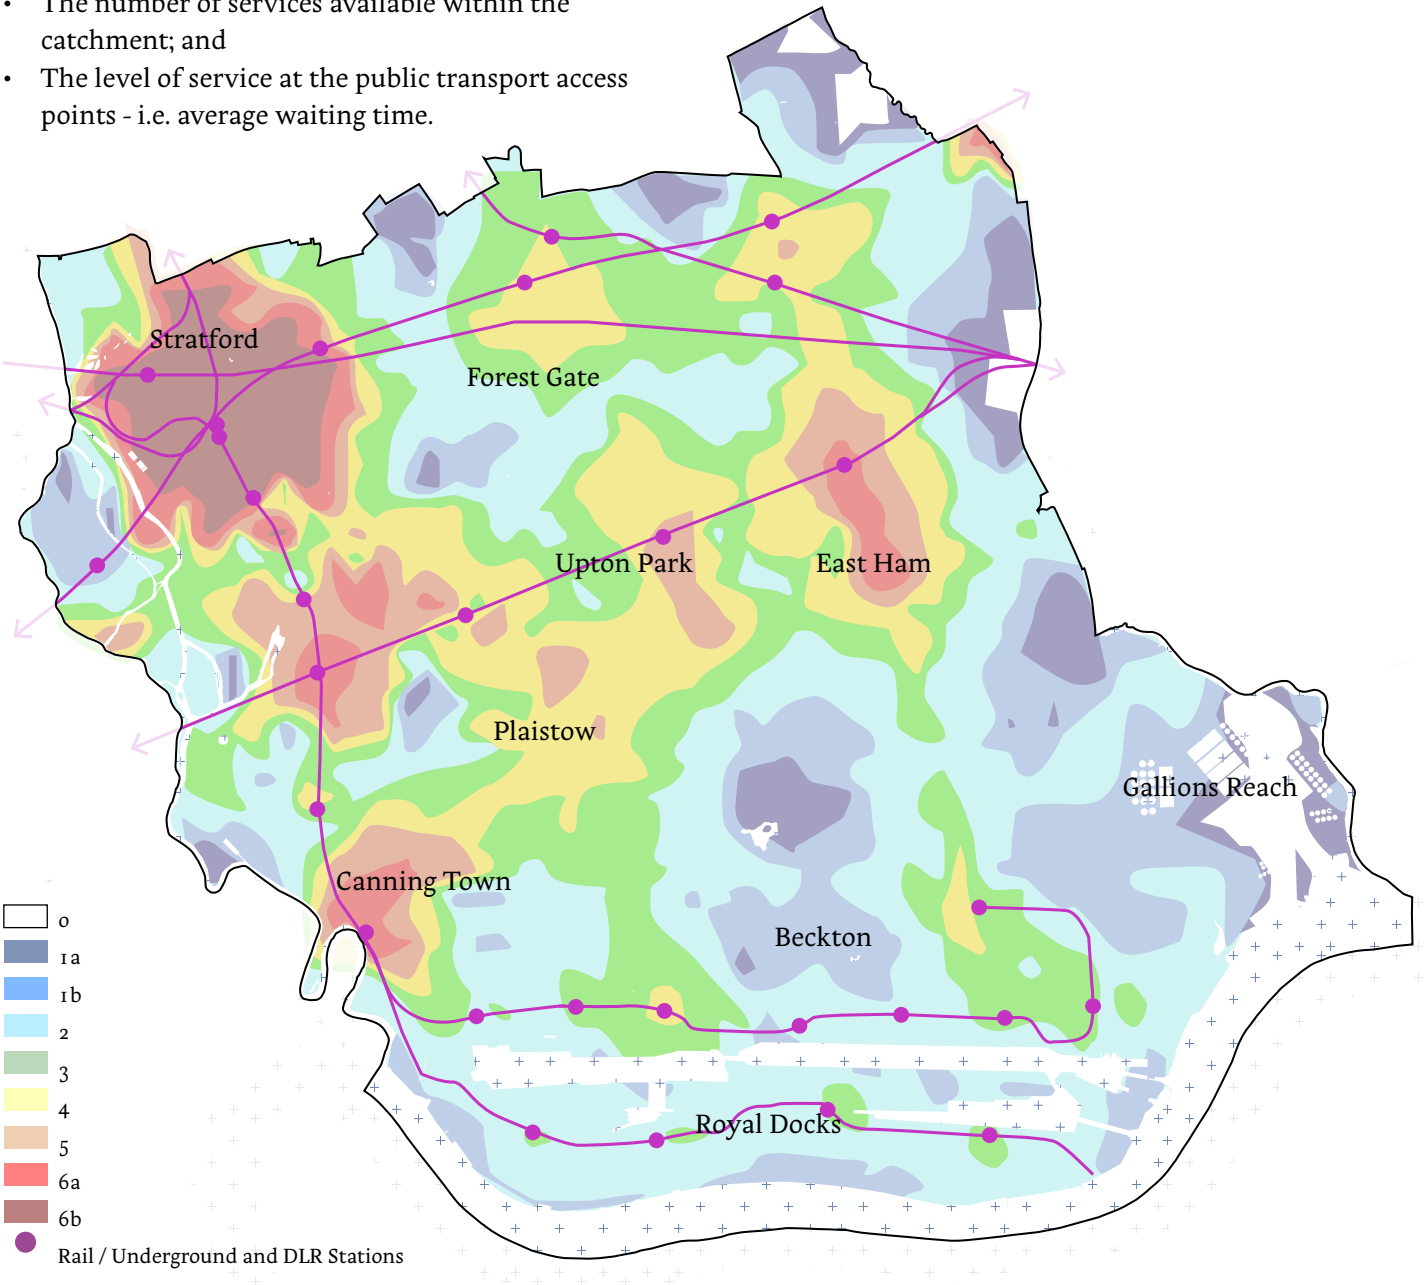 • The number of services available within the
catchment; and
• The level of service at the public transport access
points - i.e. average waiting time.
Stratford
Forest Gate
Upton Park
East Ham
Plaistow
Gallions Reach
Canning Town
Beckton
Royal Docks
0
1a
1b
2
3
4
5
6a
6b
Rail / Underground and DLR Stations